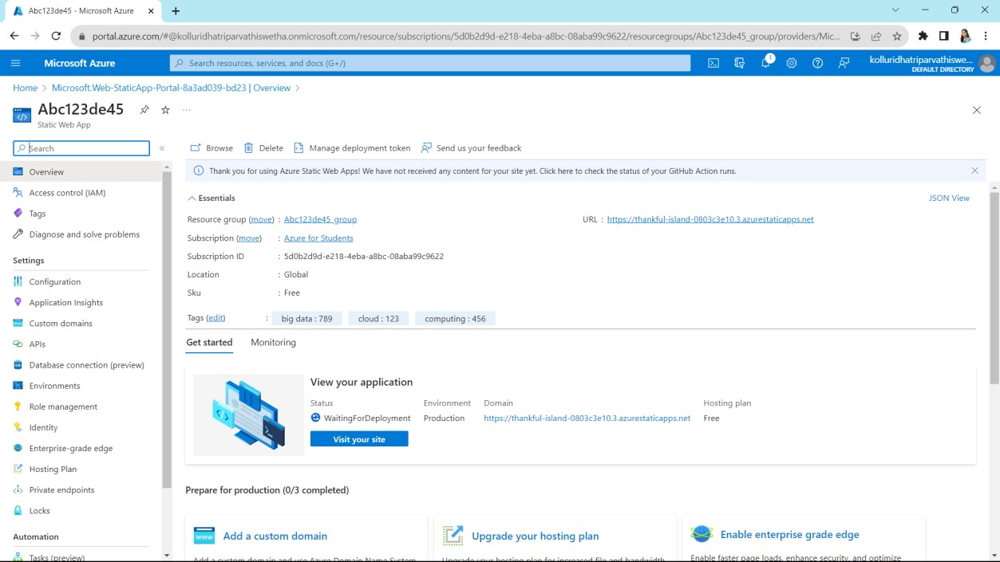 Abc123de45 - Microsoft Azure
portal.azure.com/#@kolluridhatriparvathiswetha.onmicrosoft.com/resource/subscriptions/5d0b2d9d-e218-4eba-a8bc-08aba99c9622/resourcegroups/Abc123de45_group/providers/Mic...
Microsoft Azure
Search resources, services, and docs (G+/)
1
kolluridhatriparvathiswe...
DEFAULT DIRECTORY
Home > Microsoft.Web-StaticApp-Portal-8a3ad039-bd23 | Overview >
Abc123de45
...
Static Web App
Search
«
Overview
Access control (IAM)
Tags
Diagnose and solve problems
Settings
Configuration
Application Insights
Custom domains
APIs
Database connection (preview)
Environments
Role management
Identity
Enterprise-grade edge
Hosting Plan
Private endpoints
Locks
Automation
Tasks (preview)
Browse Delete Manage deployment token Send us your feedback
Thank you for using Azure Static Web Apps! We have not received any content for your site yet. Click here to check the status of your GitHub Action runs.
Essentials
JSON View
Resource group (move) : Abc123de45_group
URL : https://thankful-island-0803c3e10.3.azurestaticapps.net
Subscription (move) : Azure for Students
Subscription ID : 5d0b2d9d-e218-4eba-a8bc-08aba99c9622
Location : Global
Sku : Free
Tags (edit) : big data : 789 cloud : 123 computing : 456
Get started Monitoring
View your application
Status Environment Domain Hosting plan
WaitingForDeployment Production https://thankful-island-0803c3e10.3.azurestaticapps.net Free
Visit your site
Prepare for production (0/3 completed)
www Add a custom domain
Add a custom domain and use Azure Domain Name System
Upgrade your hosting plan
Upgrade your hosting plan for increased file and bandwidth
Enable enterprise grade edge
Enable faster page loads, enhance security, and optimize